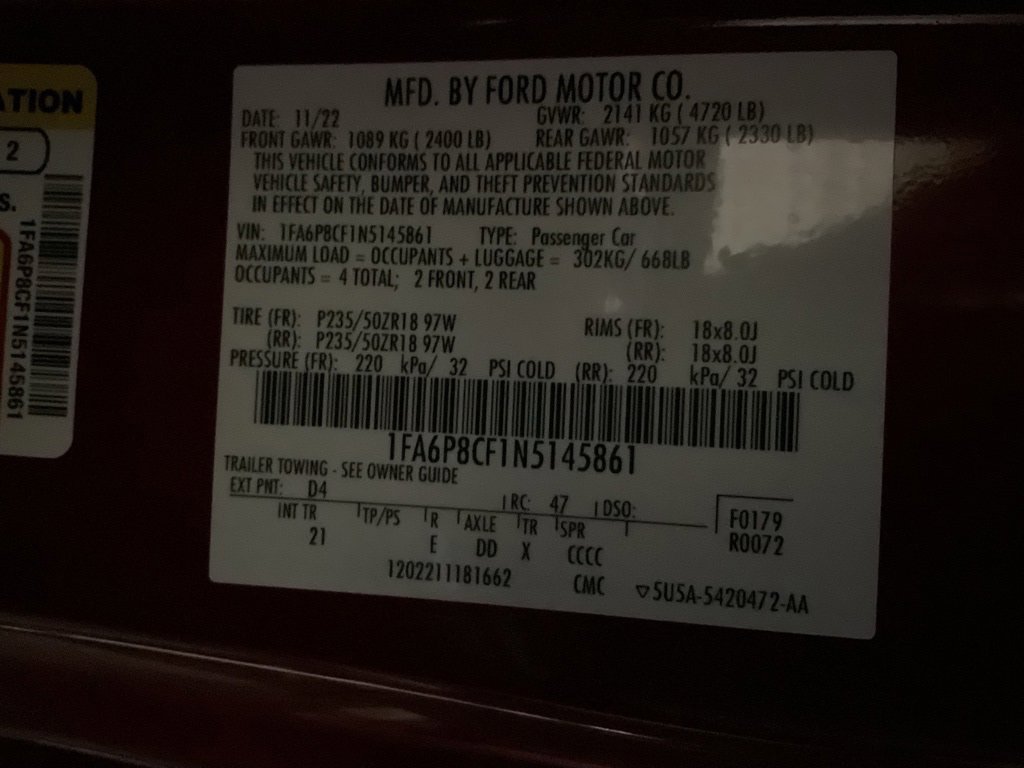 ATION
2
S.
1FA6P8CF1N5145861
MFD. BY FORD MOTOR CO.
DATE: 11/22 GVWR: 2141 KG ( 4720 LB)
FRONT GAWR: 1089 KG ( 2400 LB) REAR GAWR: 1057 KG ( 2330 LB)
THIS VEHICLE CONFORMS TO ALL APPLICABLE FEDERAL MOTOR
VEHICLE SAFETY, BUMPER, AND THEFT PREVENTION STANDARDS
IN EFFECT ON THE DATE OF MANUFACTURE SHOWN ABOVE.
VIN: 1FA6P8CF1N5145861 TYPE: Passenger Car
MAXIMUM LOAD = OCCUPANTS + LUGGAGE = 302KG/ 668LB
OCCUPANTS = 4 TOTAL; 2 FRONT, 2 REAR
TIRE (FR): P235/50ZR18 97W RIMS (FR): 18x8.0J
(RR): P235/50ZR18 97W (RR): 18x8.0J
PRESSURE (FR): 220 kPa/ 32 PSI COLD (RR): 220 kPa/ 32 PSI COLD
1FA6P8CF1N5145861
TRAILER TOWING - SEE OWNER GUIDE
EXT PNT: D4 RC: 47 DSO:
INT TR TP/PS R AXLE TR SPR F0179
21 E DD X CCCC R0072
1202211181662 CMC ▽5U5A-5420472-AA